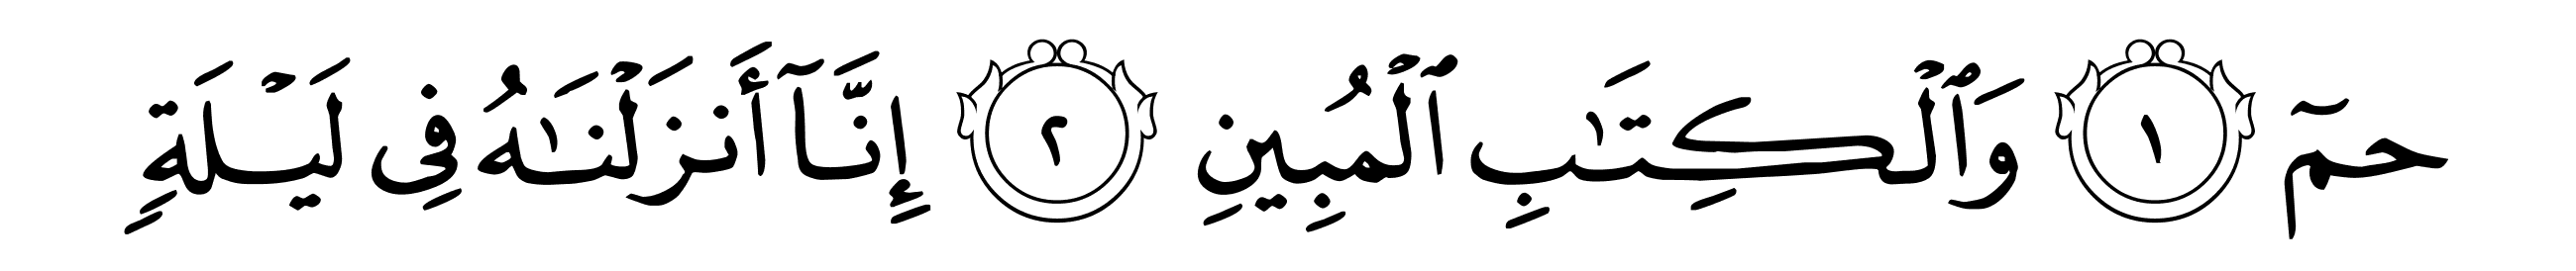 حمٓ ١ وَٱلْكِتَٰبِ ٱلْمُبِينِ ٢ إِنَّآ أَنزَلْنَٰهُ فِى لَيْلَةٍ